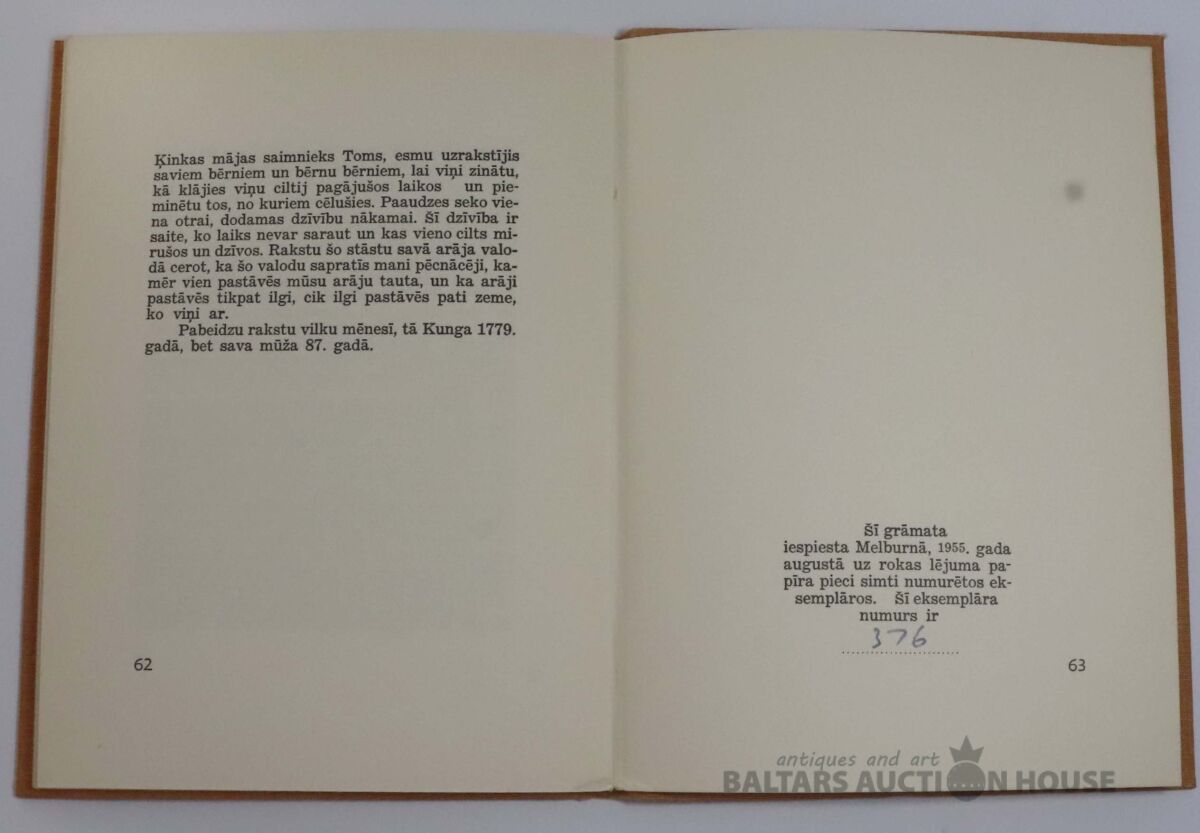 Ķinkas mājas saimnieks Toms, esmu uzrakstījis
saviem bērniem un bērnu bērniem, lai viņi zinātu,
kā klājies viņu ciltij pagājušos laikos un pie-
minētu tos, no kuriem cēlušies. Paaudzes seko vie-
na otrai, dodamas dzīvību nākamai. Šī dzīvība ir
saite, ko laiks nevar saraut un kas vieno cilts mi-
rušos un dzīvos. Rakstu šo stāstu savā arāja valo-
dā cerot, ka šo valodu sapratīs mani pēcnācēji, ka-
mēr vien pastāvēs mūsu arāju tauta, un ka arāji
pastāvēs tikpat ilgi, cik ilgi pastāvēs pati zeme,
ko viņi ar.
Pabeidzu rakstu vilku mēnesī, tā Kunga 1779.
gadā, bet sava mūža 87. gadā.
62
Šī grāmata
iespiesta Melburnā, 1955. gada
augustā uz rokas lējuma pa-
pīra pieci simti numurētos ek-
semplāros. Šī eksemplāra
numurs ir
376
63
antiques and art
BALTARS AUCTION HOUSE